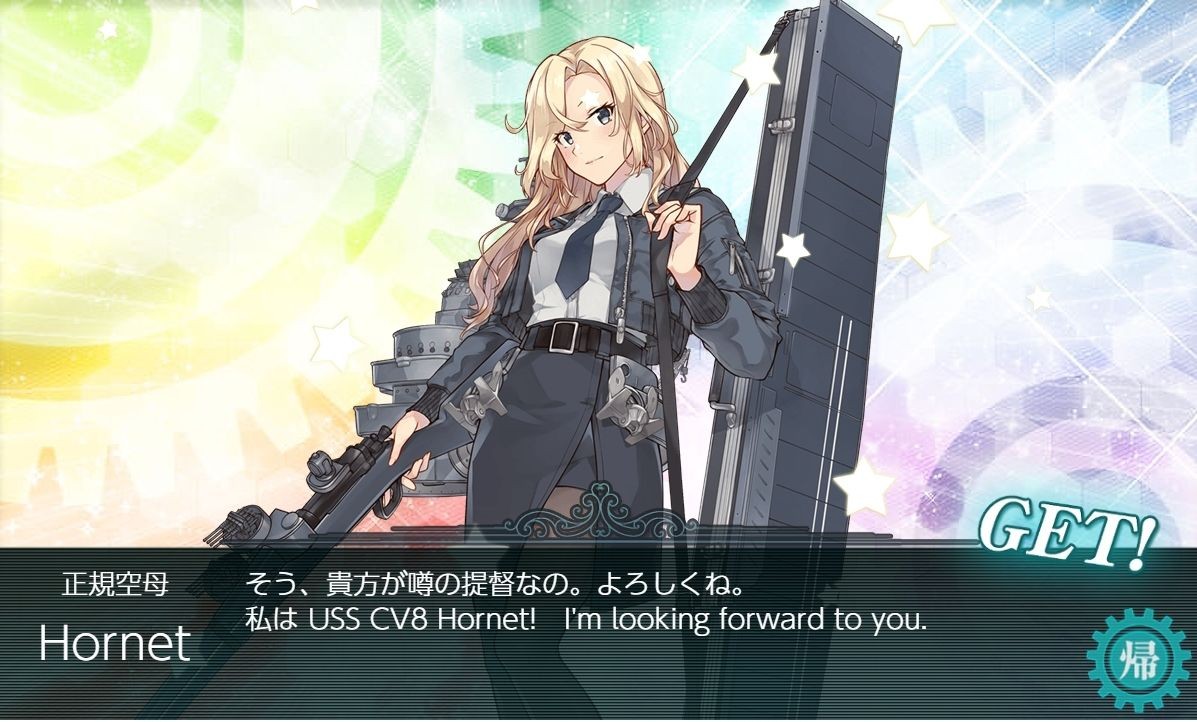 GET!
正規空母
Hornet
そう、貴方が噂の提督なの。よろしくね。
私は USS CV8 Hornet! I'm looking forward to you.
帰